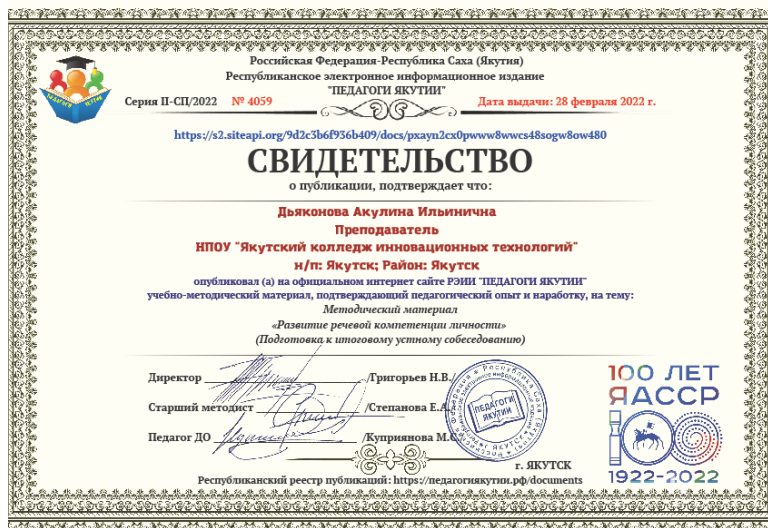 Российская Федерация-Республика Саха (Якутия)
Республиканское электронное информационное издание
"ПЕДАГОГИ ЯКУТИИ"
Серия II-СП/2022 № 4059 Дата выдачи: 28 февраля 2022 г.
https://s2.siteapi.org/9d2c3b6f936b409/docs/pxayn2cx0pwww8wwcs48sogw8ow480
СВИДЕТЕЛЬСТВО
о публикации, подтверждает что:
Дьяконова Акулина Ильинична
Преподаватель
НПОУ "Якутский колледж инновационных технологий"
н/п: Якутск; Район: Якутск
опубликовал (а) на официальном интернет сайте РЭИИ "ПЕДАГОГИ ЯКУТИИ"
учебно-методический материал, подтверждающий педагогический опыт и наработку, на тему:
Методический материал
«Развитие речевой компетенции личности»
(Подготовка к итоговому устному собеседованию)
Директор /Григорьев Н.В./
Старший методист /Степанова Е.А./
Педагог ДО /Куприянова М.С./
ПЕДАГОГИ
ЯКУТИИ
100 ЛЕТ
ЯАССР
1922-2022
г. ЯКУТСК
Республиканский реестр публикаций: https://педагогиякутии.рф/documents